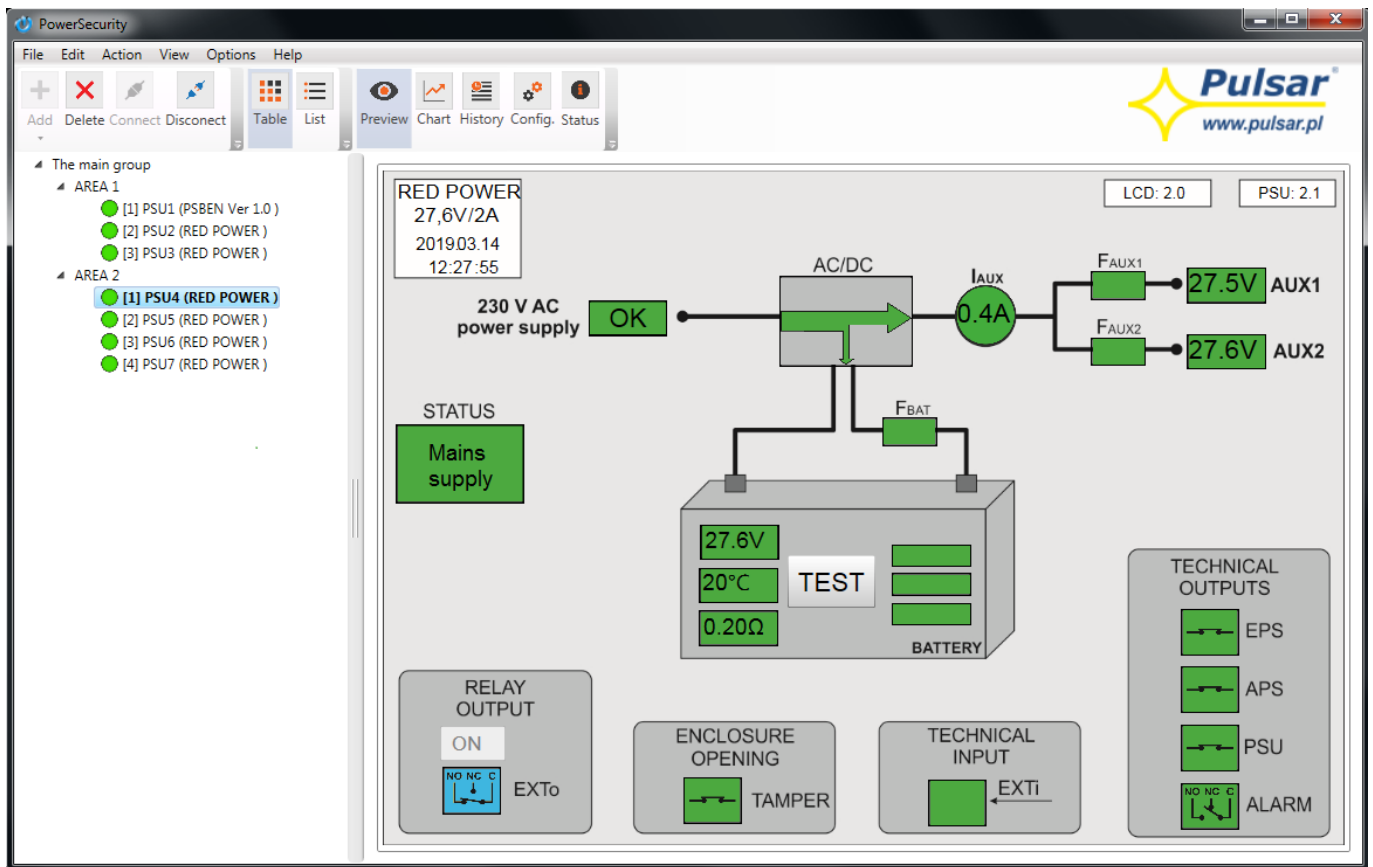 PowerSecurity
File Edit Action View Options Help
Add Delete Connect Disconect Table List Preview Chart History Config. Status
Pulsar®
www.pulsar.pl
The main group
AREA 1
[1] PSU1 (PSBEN Ver 1.0 )
[2] PSU2 (RED POWER )
[3] PSU3 (RED POWER )
AREA 2
[1] PSU4 (RED POWER )
[2] PSU5 (RED POWER )
[3] PSU6 (RED POWER )
[4] PSU7 (RED POWER )
RED POWER
27,6V/2A
2019.03.14
12:27:55
LCD: 2.0
PSU: 2.1
230 V AC
power supply
OK
AC/DC
IAUX
0.4A
FAUX1
27.5V AUX1
FAUX2
27.6V AUX2
STATUS
Mains
supply
FBAT
27.6V
20°C
0.20Ω
TEST
BATTERY
TECHNICAL
OUTPUTS
EPS
APS
PSU
NO NC C
ALARM
RELAY
OUTPUT
ON
NO NC C
EXTo
ENCLOSURE
OPENING
TAMPER
TECHNICAL
INPUT
EXTi